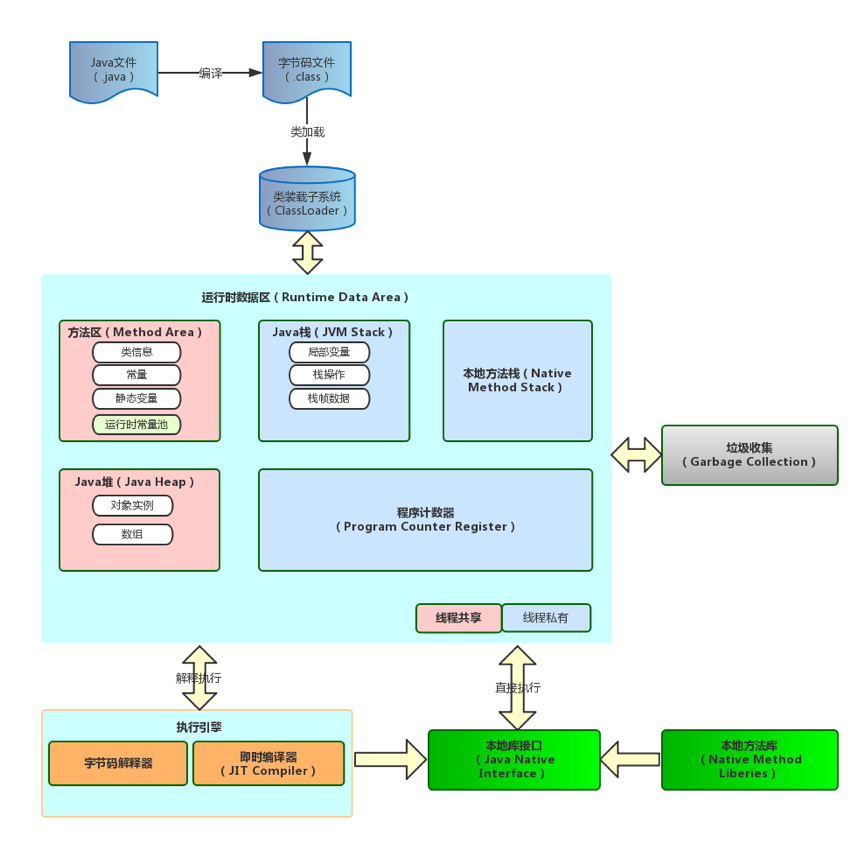 Java文件
（.java）
编译
字节码文件
（.class）
类加载
类装载子系统
（ClassLoader）
运行时数据区（Runtime Data Area）
方法区（Method Area）
类信息
常量
静态变量
运行时常量池
Java栈（JVM Stack）
局部变量
栈操作
栈帧数据
本地方法栈（Native
Method Stack）
垃圾收集
（Garbage Collection）
Java堆（Java Heap）
对象实例
数组
程序计数器
（Program Counter Register）
线程共享
线程私有
解释执行
直接执行
执行引擎
字节码解释器
即时编译器
（JIT Compiler）
本地库接口
（Java Native
Interface）
本地方法库
（Native Method
Liberies）